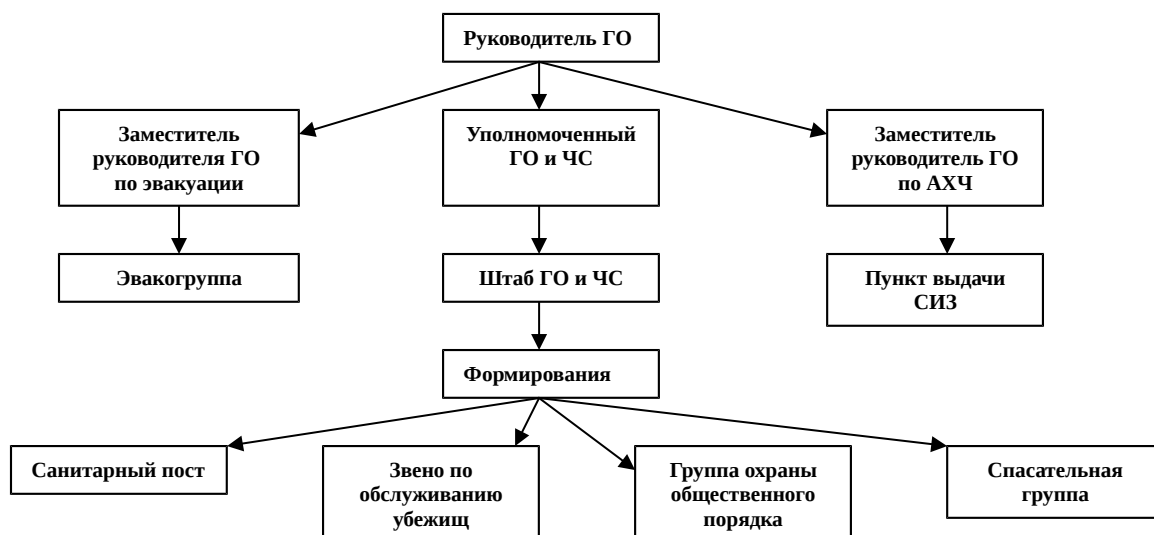 Руководитель ГО
Заместитель
руководителя ГО
по эвакуации
Уполномоченный
ГО и ЧС
Заместитель
руководитель ГО
по АХЧ
Эвакогруппа
Штаб ГО и ЧС
Пункт выдачи
СИЗ
Формирования
Санитарный пост
Звено по
обслуживанию
убежищ
Группа охраны
общественного
порядка
Спасательная
группа